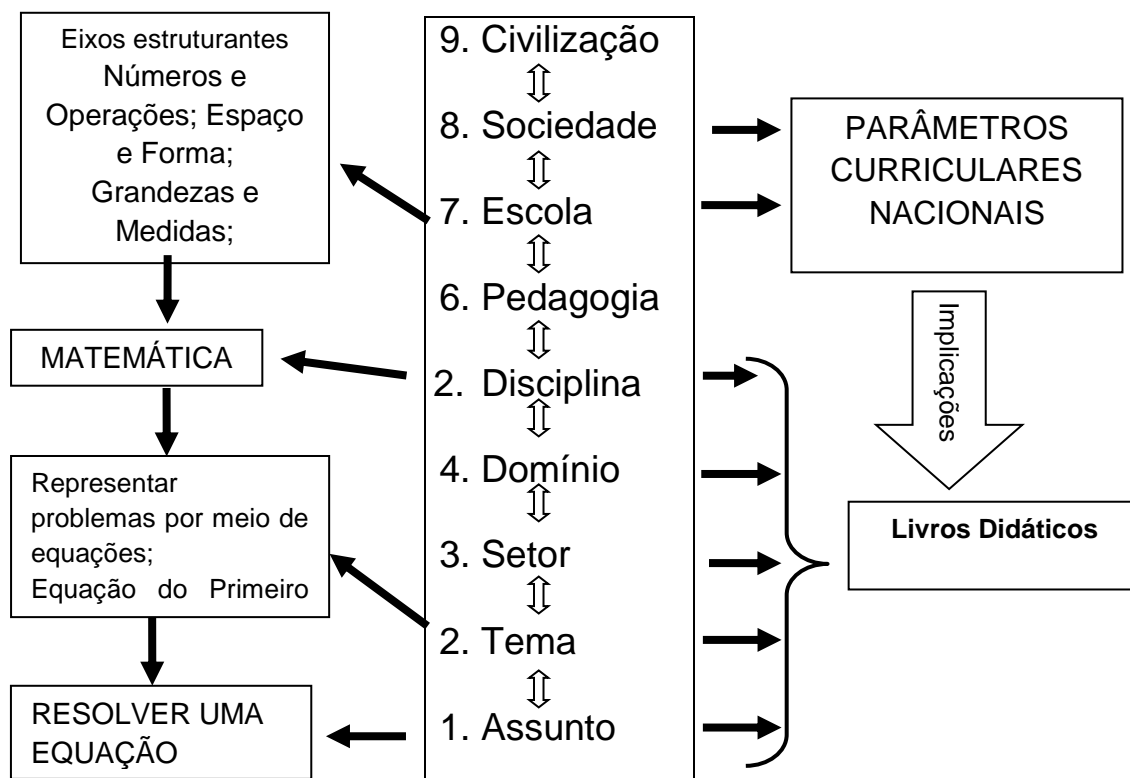 Eixos estruturantes
Números e
Operações; Espaço
e Forma;
Grandezas e
Medidas;
MATEMÁTICA
Representar
problemas por meio de
equações;
Equação do Primeiro
RESOLVER UMA
EQUAÇÃO
9. Civilização
8. Sociedade
7. Escola
6. Pedagogia
2. Disciplina
4. Domínio
3. Setor
2. Tema
1. Assunto
PARÂMETROS
CURRICULARES
NACIONAIS
Implicações
Livros Didáticos